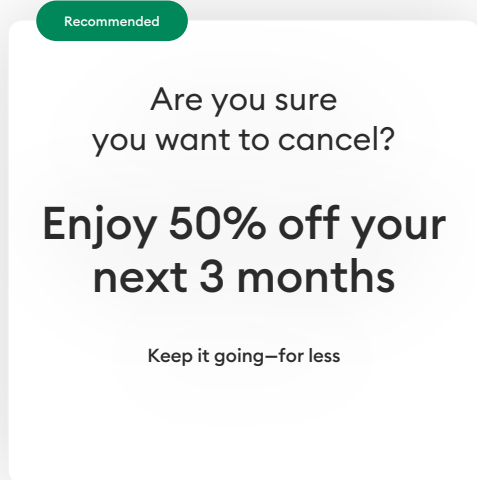 Recommended
Are you sure
you want to cancel?
Enjoy 50% off your
next 3 months
Keep it going—for less